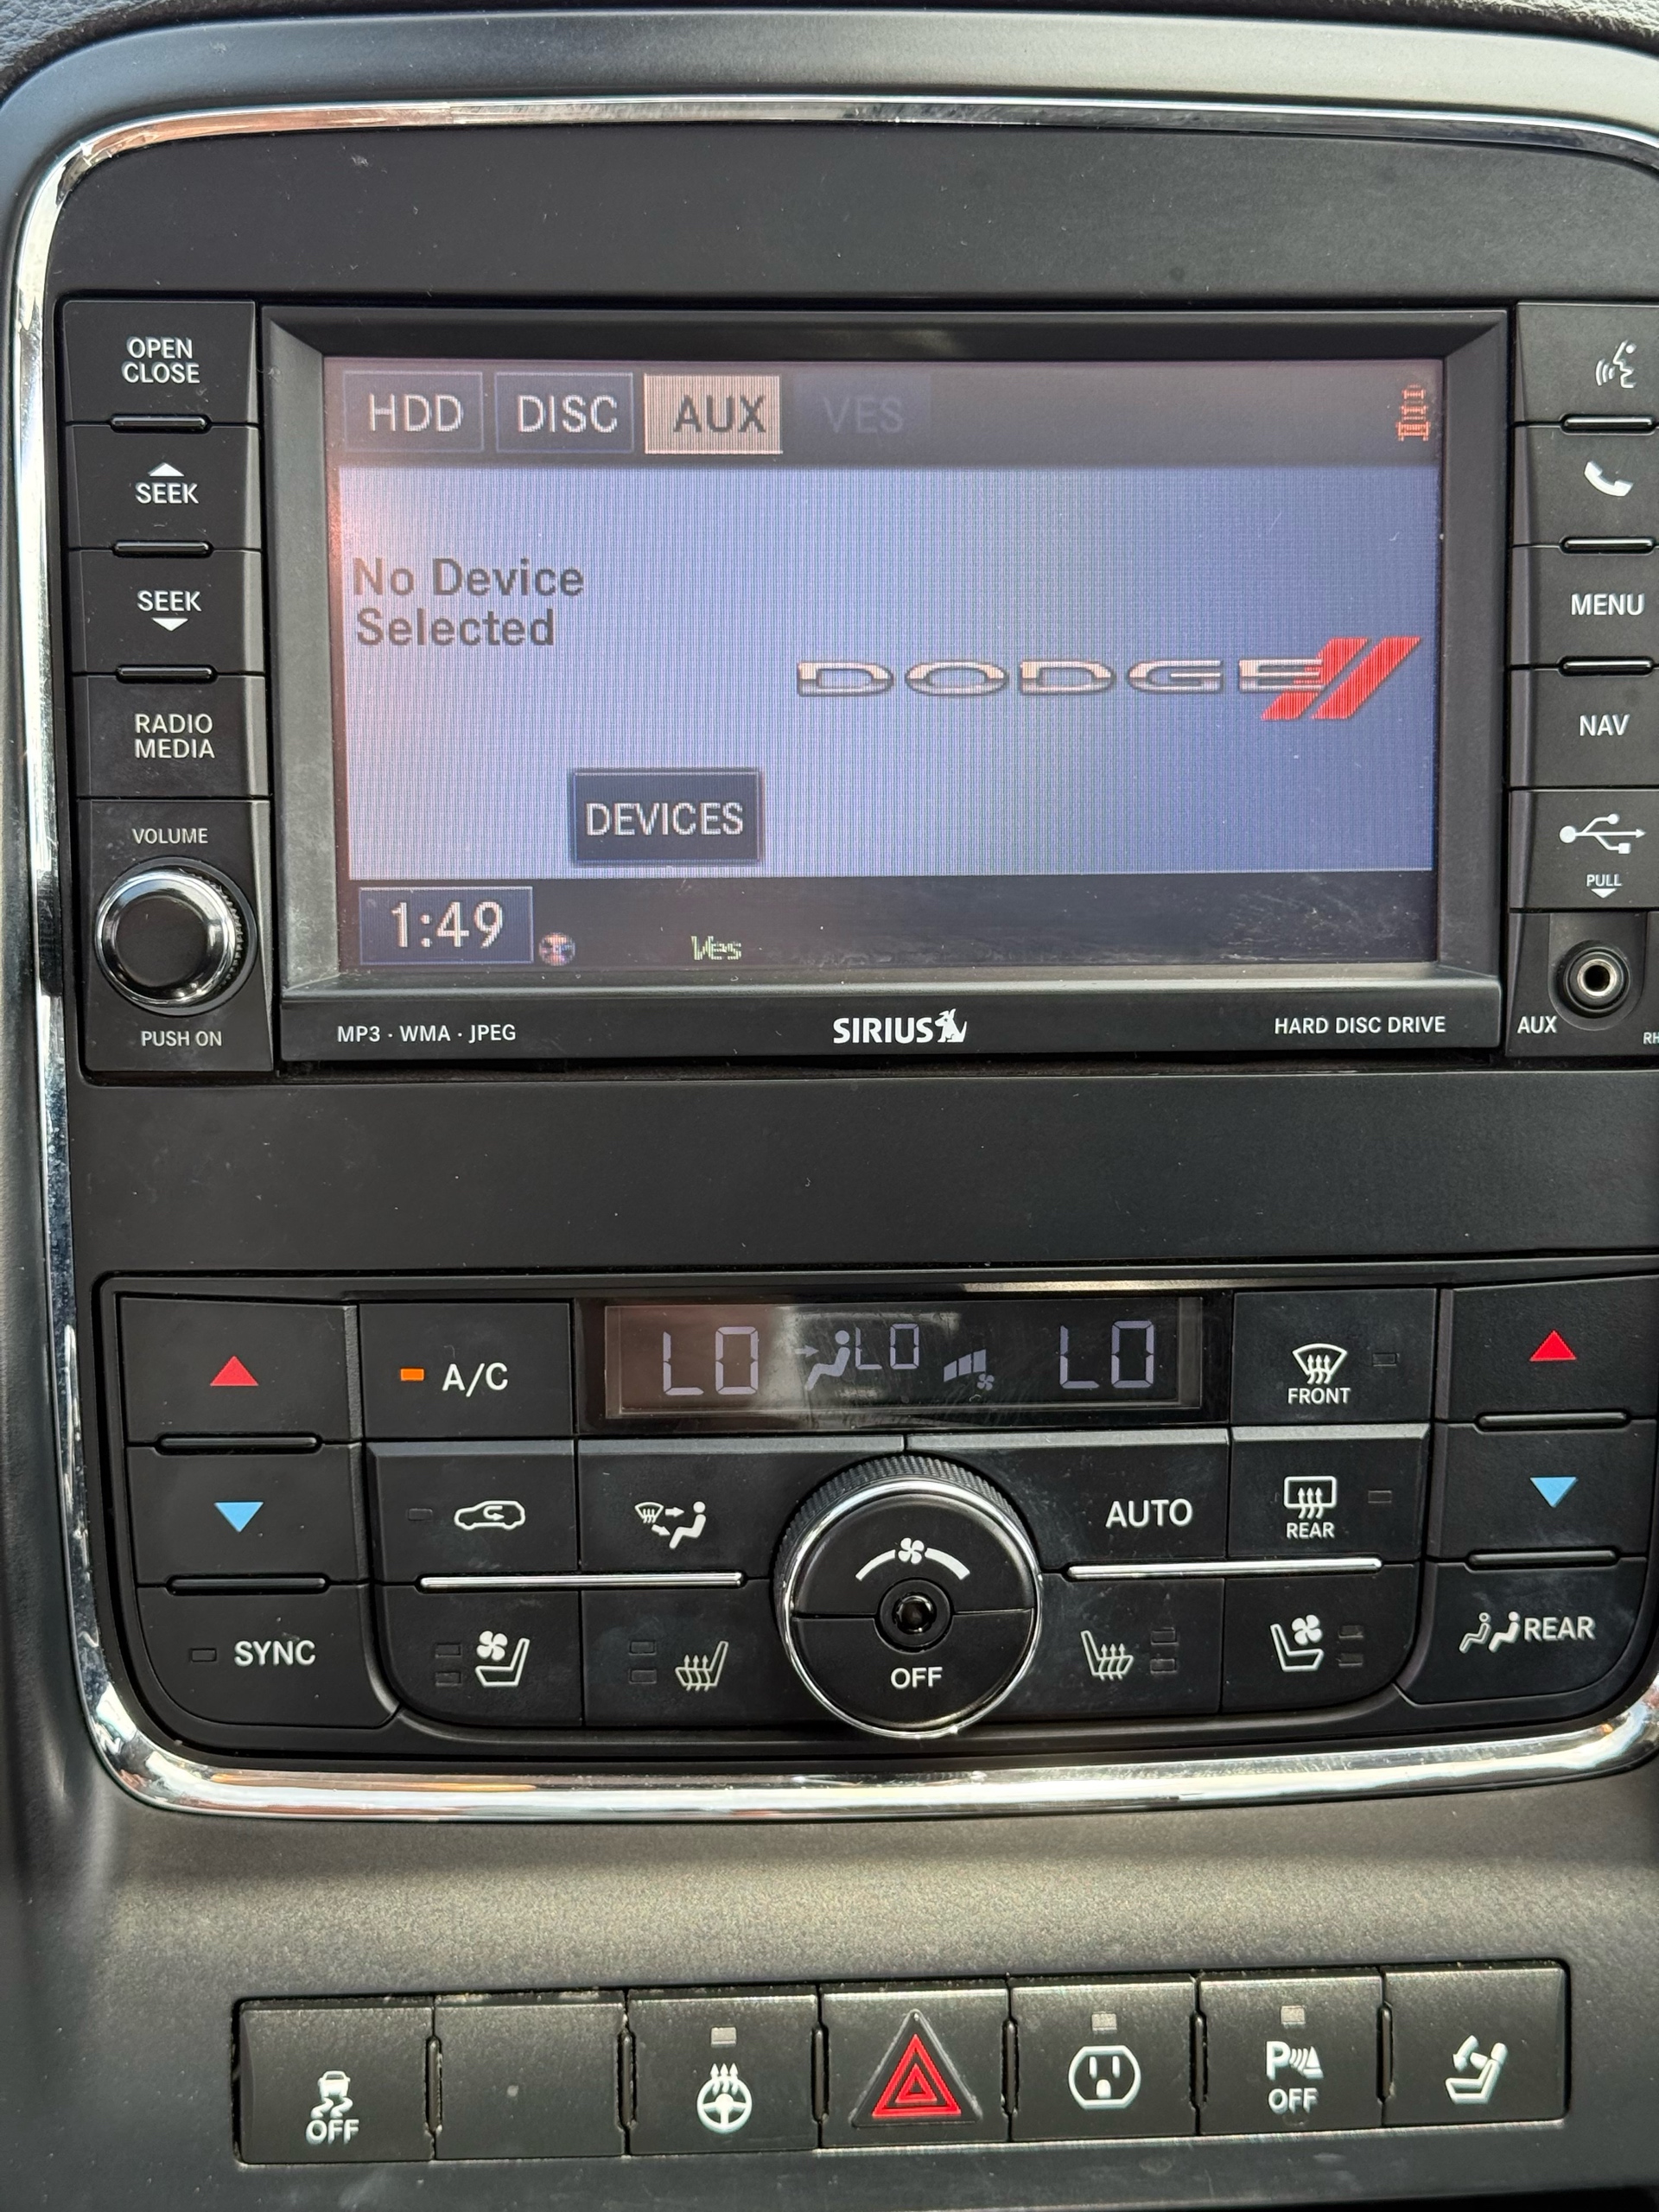 OPEN
CLOSE
SEEK
SEEK
RADIO
MEDIA
VOLUME
PUSH ON
HDD DISC AUX VES
No Device
Selected
DODGE
DEVICES
1:49
Ves
MP3 · WMA · JPEG
SIRIUS
HARD DISC DRIVE
MENU
NAV
PULL
AUX
RH
A/C
LO LO LO
FRONT
AUTO
REAR
SYNC
OFF
REAR
OFF
P
OFF